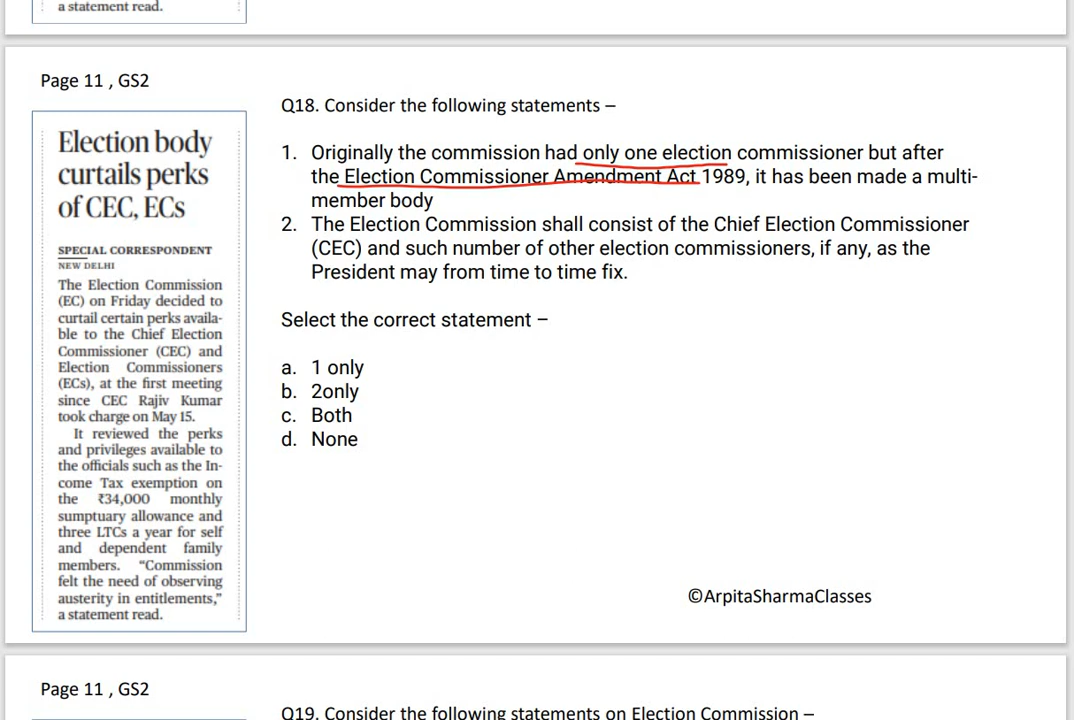 a statement read.
Page 11 , GS2
Election body
curtails perks
of CEC, ECs
SPECIAL CORRESPONDENT
NEW DELHI
The Election Commission
(EC) on Friday decided to
curtail certain perks availa-
ble to the Chief Election
Commissioner (CEC) and
Election Commissioners
(ECs), at the first meeting
since CEC Rajiv Kumar
took charge on May 15.
It reviewed the perks
and privileges available to
the officials such as the In-
come Tax exemption on
the ₹34,000 monthly
sumptuary allowance and
three LTCs a year for self
and dependent family
members. “Commission
felt the need of observing
austerity in entitlements,”
a statement read.
Q18. Consider the following statements –
1. Originally the commission had only one election commissioner but after
the Election Commissioner Amendment Act 1989, it has been made a multi-
member body
2. The Election Commission shall consist of the Chief Election Commissioner
(CEC) and such number of other election commissioners, if any, as the
President may from time to time fix.
Select the correct statement –
a. 1 only
b. 2only
c. Both
d. None
©ArpitaSharmaClasses
Page 11 , GS2
Q19. Consider the following statements on Election Commission –